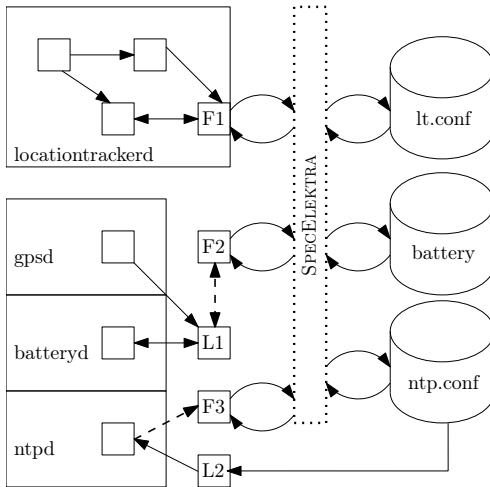 F1
lt.conf
locationtrackerd
SPECELEKTRA
gpsd
F2
battery
batteryd
L1
ntp.conf
F3
ntpd
L2